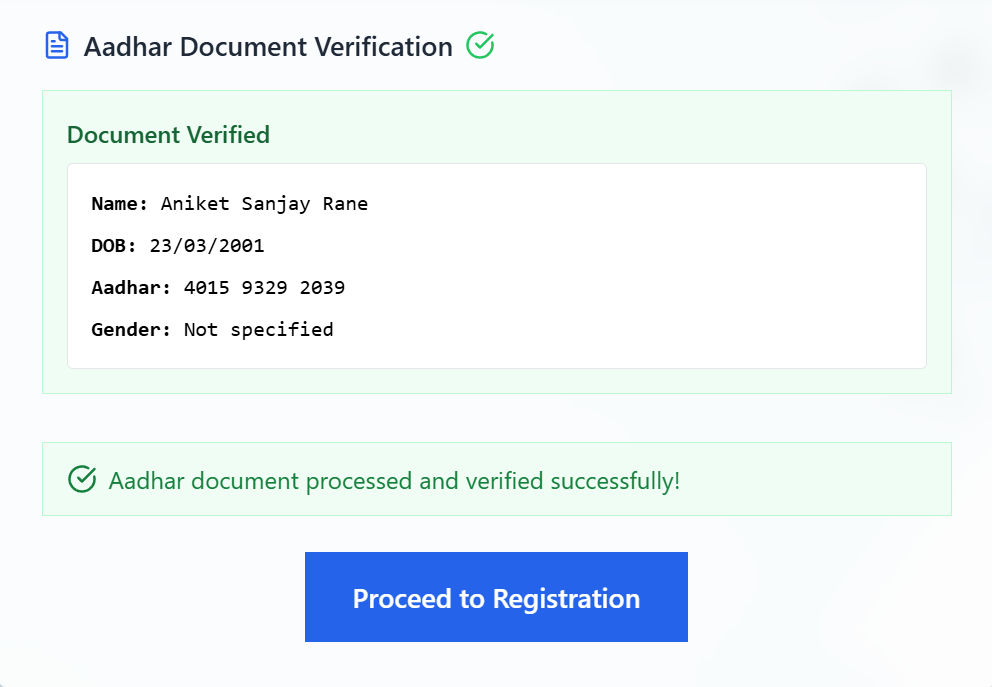 Aadhar Document Verification
Document Verified
Name: Aniket Sanjay Rane
DOB: 23/03/2001
Aadhar: 4015 9329 2039
Gender: Not specified
Aadhar document processed and verified successfully!
Proceed to Registration